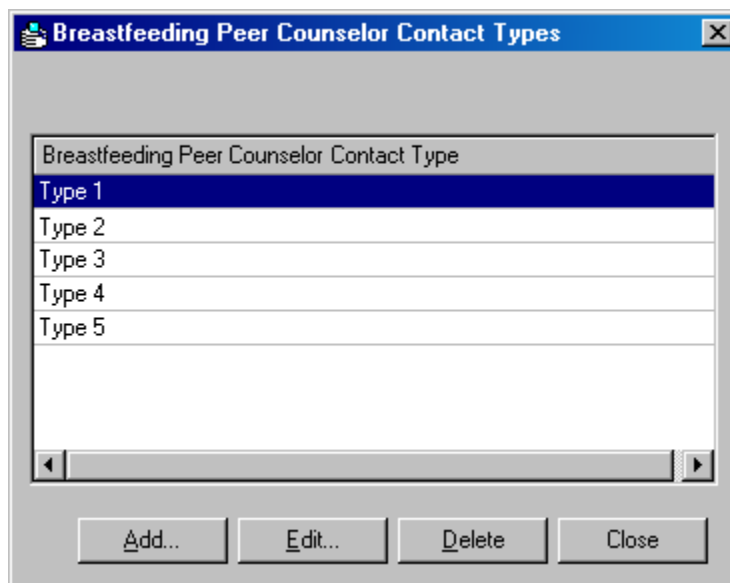 Breastfeeding Peer Counselor Contact Types
Breastfeeding Peer Counselor Contact Type
Type 1
Type 2
Type 3
Type 4
Type 5
Add... Edit... Delete Close